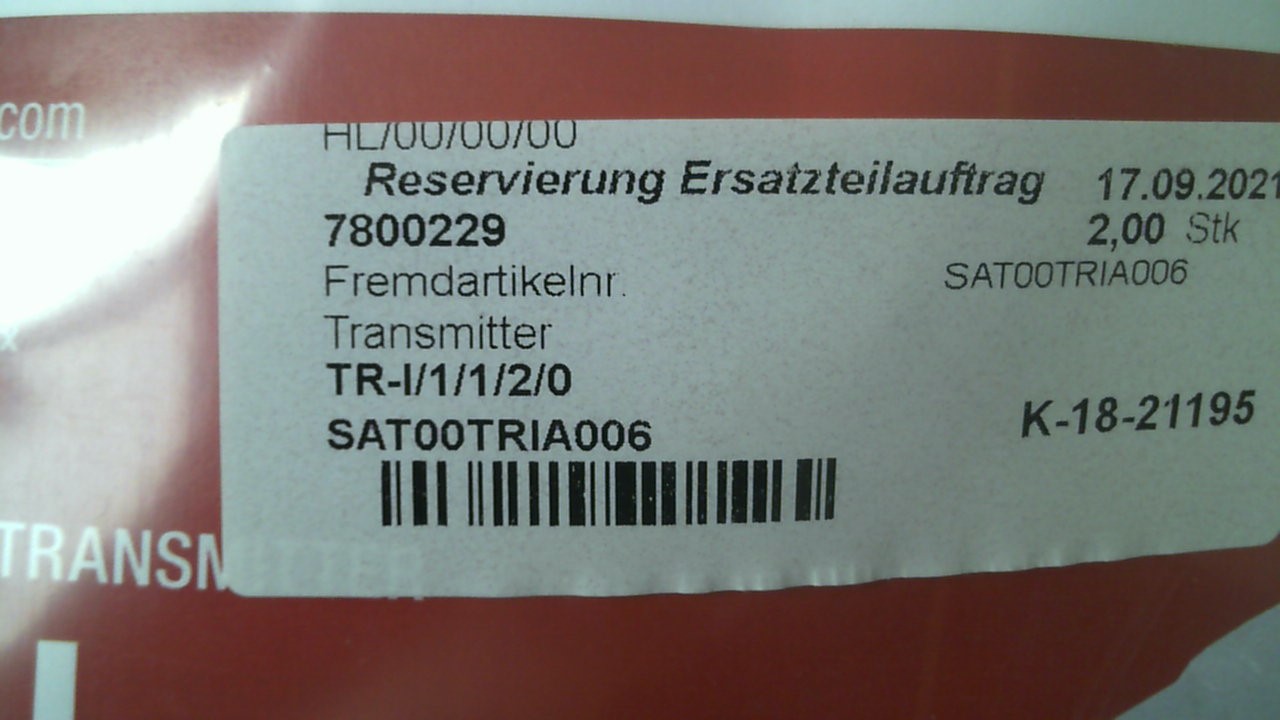 com
HL/00/00/00
Reservierung Ersatzteilauftrag 17.09.2021
7800229 2,00 Stk
Fremdartikelnr. SAT00TRIA006
Transmitter
TR-I/1/1/2/0
SAT00TRIA006 K-18-21195
TRANSMITTER